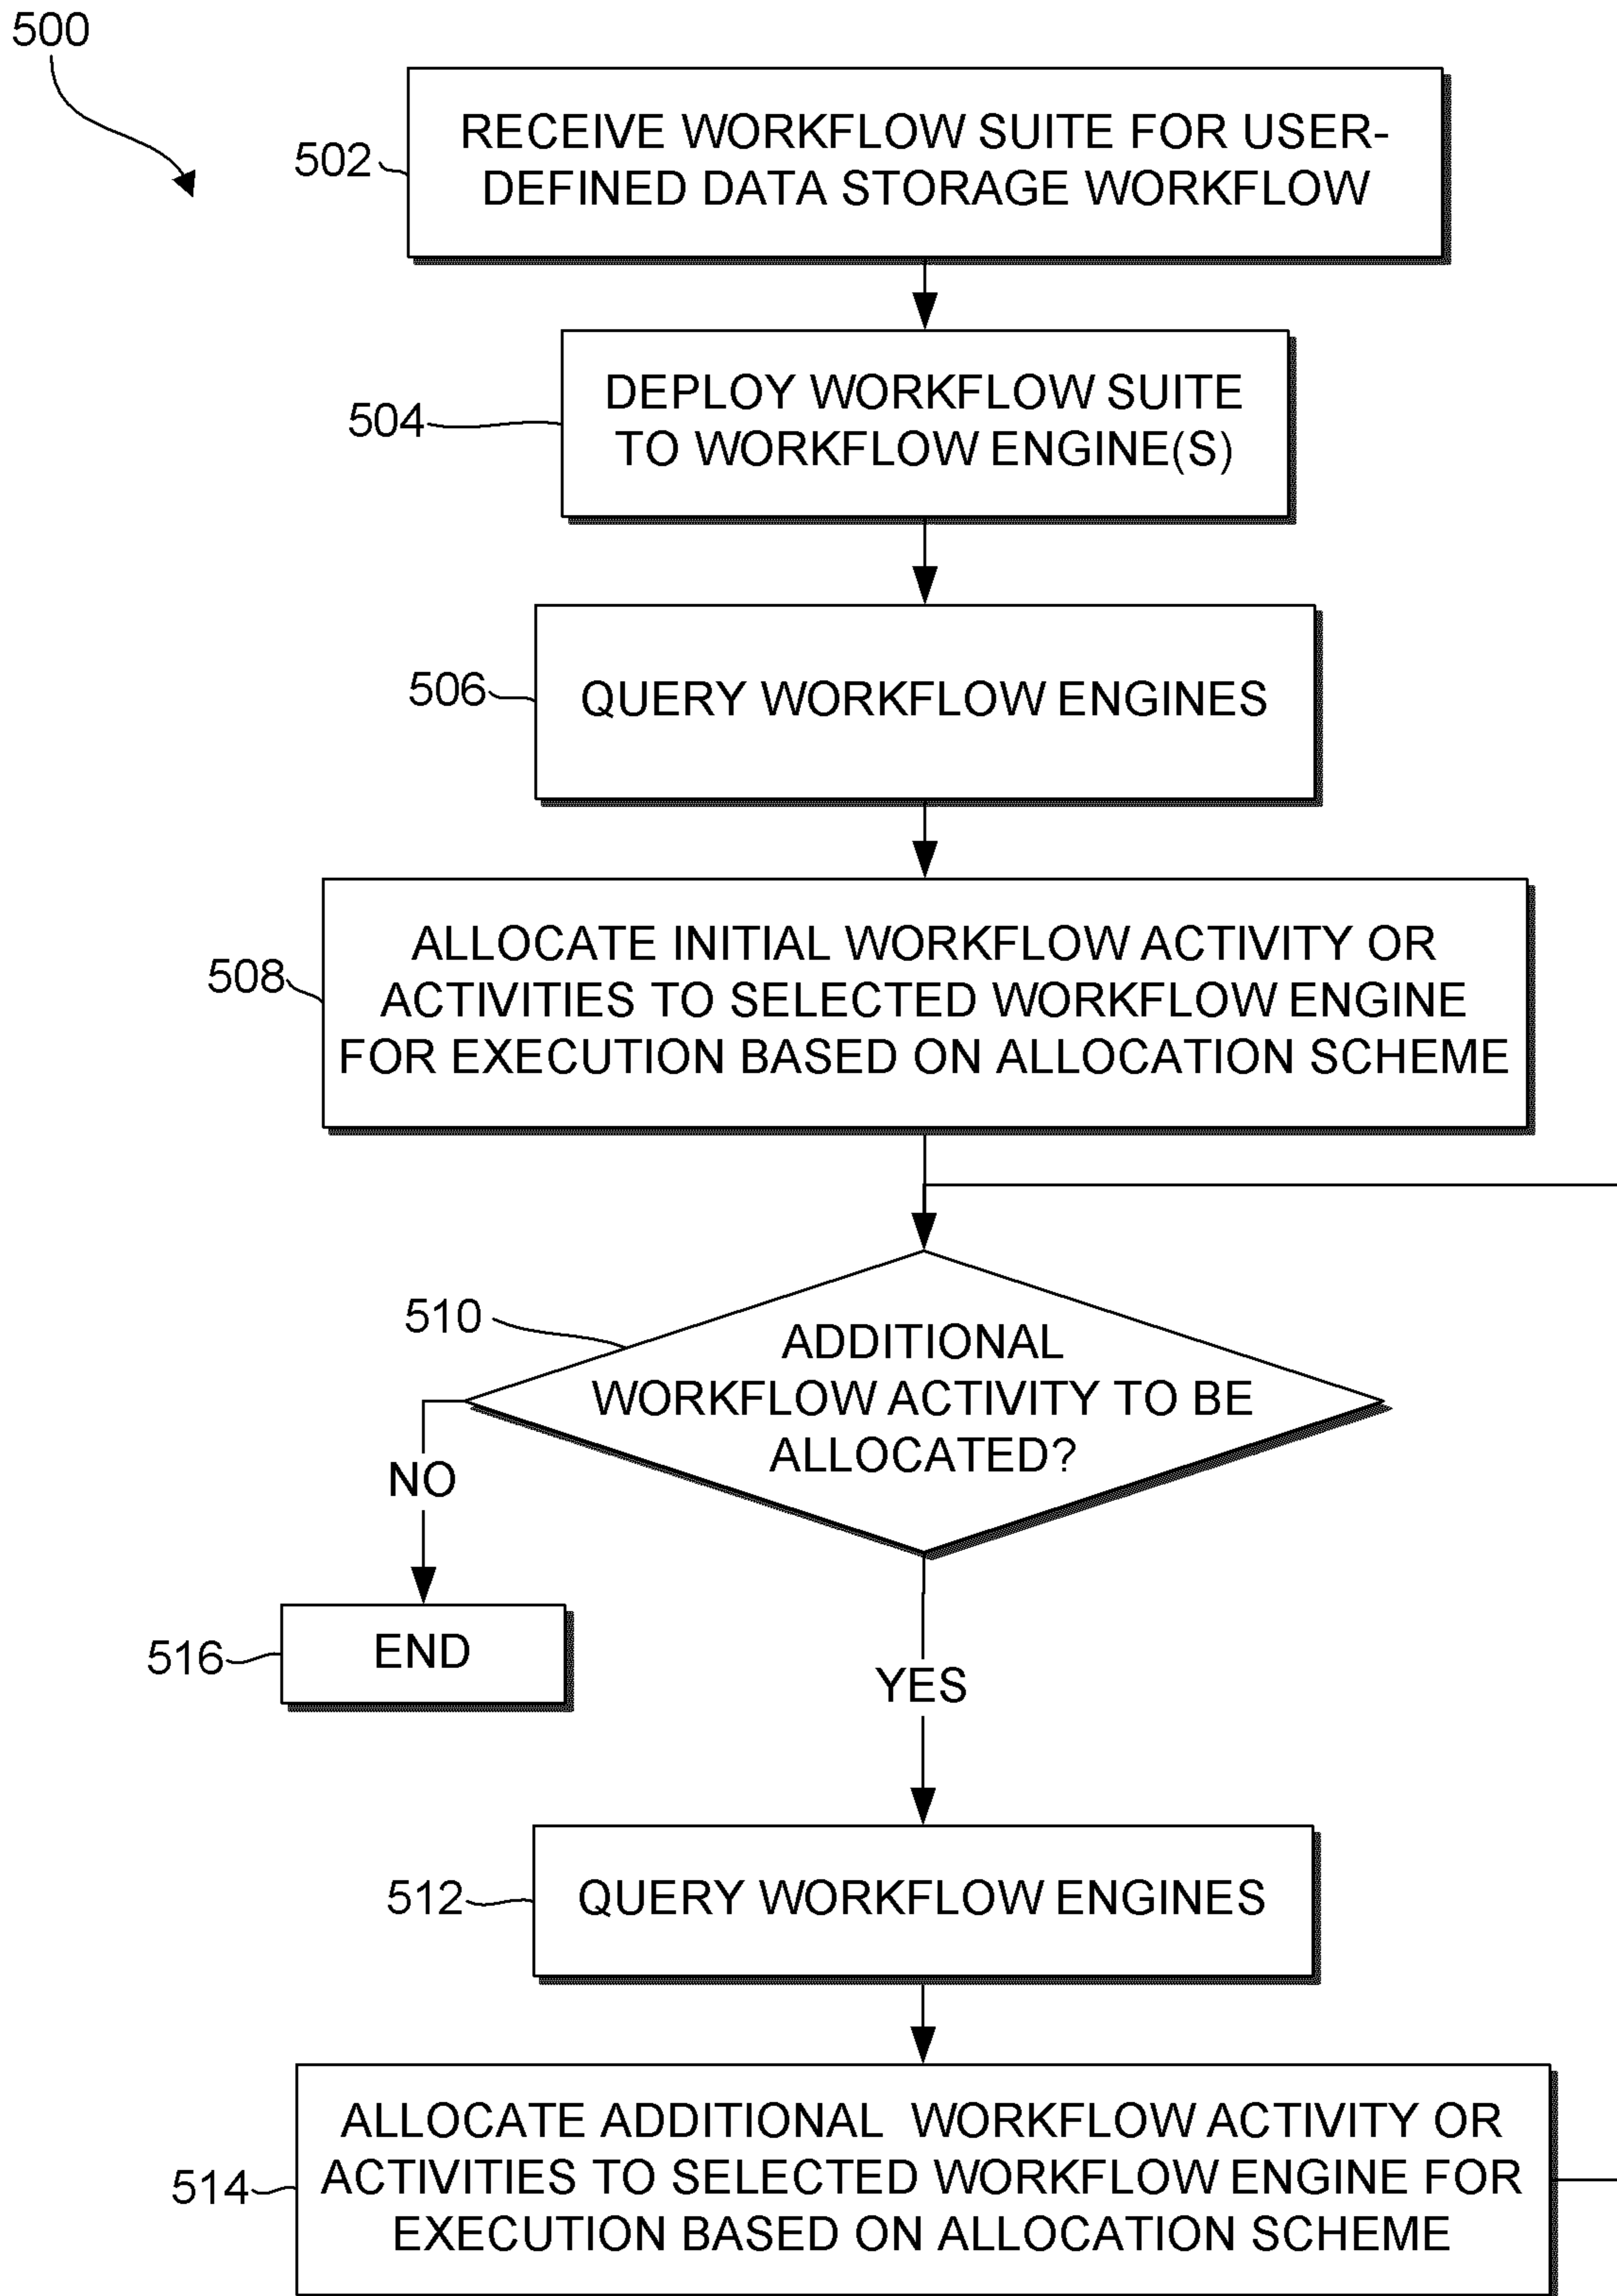 500
502
RECEIVE WORKFLOW SUITE FOR USER-
DEFINED DATA STORAGE WORKFLOW
504
DEPLOY WORKFLOW SUITE
TO WORKFLOW ENGINE(S)
506
QUERY WORKFLOW ENGINES
508
ALLOCATE INITIAL WORKFLOW ACTIVITY OR
ACTIVITIES TO SELECTED WORKFLOW ENGINE
FOR EXECUTION BASED ON ALLOCATION SCHEME
510
ADDITIONAL
WORKFLOW ACTIVITY TO BE
ALLOCATED?
NO
516
END
YES
512
QUERY WORKFLOW ENGINES
514
ALLOCATE ADDITIONAL WORKFLOW ACTIVITY OR
ACTIVITIES TO SELECTED WORKFLOW ENGINE FOR
EXECUTION BASED ON ALLOCATION SCHEME